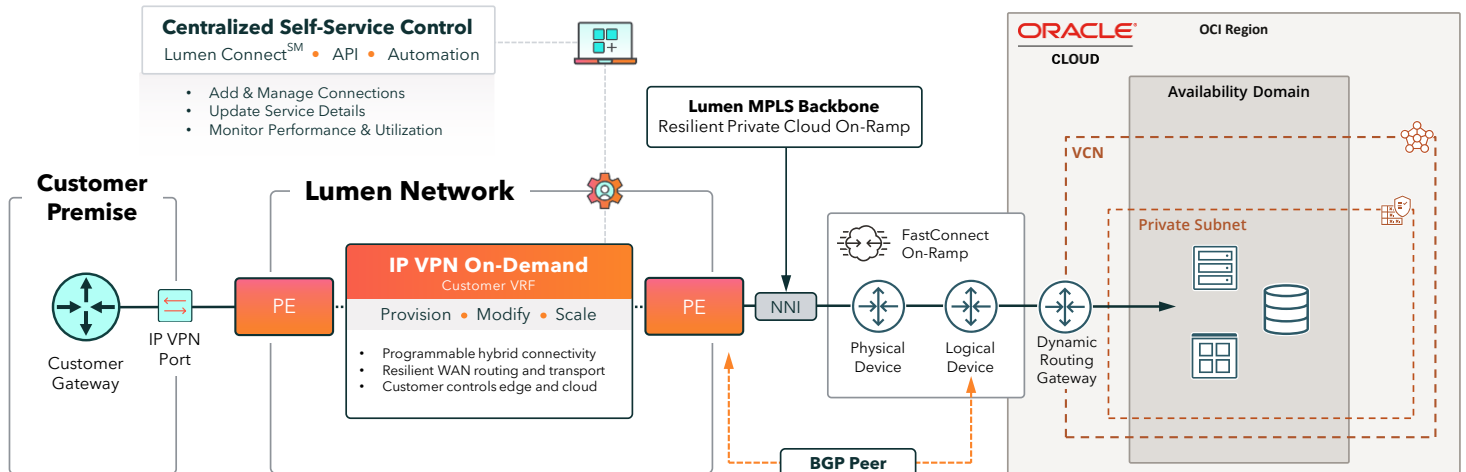 Centralized Self-Service Control
Lumen Connect℠ • API • Automation
• Add & Manage Connections
• Update Service Details
• Monitor Performance & Utilization
Lumen MPLS Backbone
Resilient Private Cloud On-Ramp
ORACLE®
CLOUD
OCI Region
Availability Domain
VCN
Private Subnet
Customer
Premise
Lumen Network
IP VPN On-Demand
Customer VRF
Provision • Modify • Scale
• Programmable hybrid connectivity
• Resilient WAN routing and transport
• Customer controls edge and cloud
PE
PE
NNI
FastConnect
On-Ramp
Customer
Gateway
IP VPN
Port
Physical
Device
Logical
Device
Dynamic
Routing
Gateway
BGP Peer